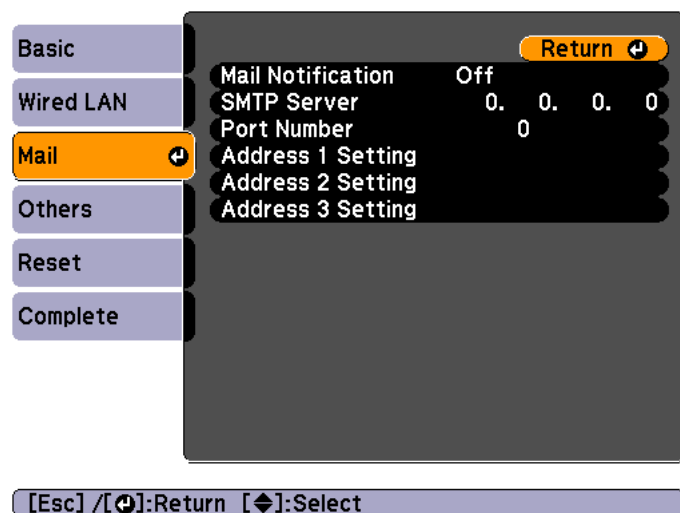 Basic
Wired LAN
Mail
Others
Reset
Complete
Return
Mail Notification Off
SMTP Server 0. 0. 0. 0
Port Number 0
Address 1 Setting
Address 2 Setting
Address 3 Setting
[Esc] /[⏎]:Return [◆]:Select